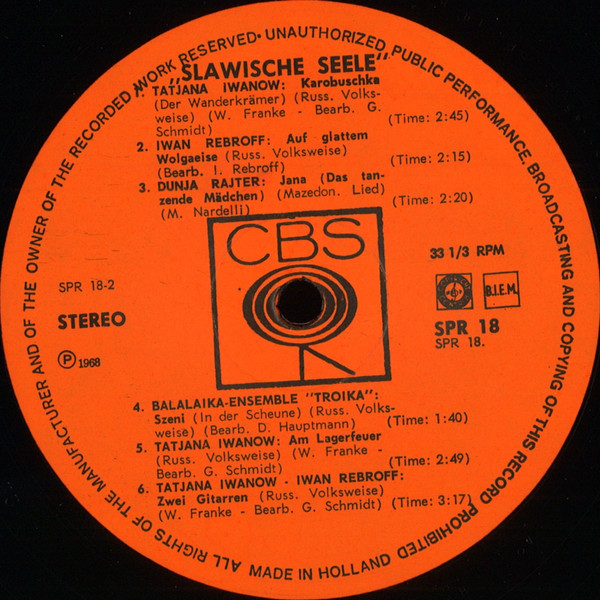 ALL RIGHTS OF THE MANUFACTURER AND OF THE OWNER OF THE RECORDED WORK RESERVED· UNAUTHORIZED PUBLIC PERFORMANCE, BROADCASTING AND COPYING OF THIS RECORD PROHIBITED
MADE IN HOLLAND
„SLAWISCHE SEELE"
1. TATJANA IWANOW: Karobuschka
(Der Wanderkrämer) (Russ. Volks-
weise) (W. Franke - Bearb. G.
Schmidt) (Time: 2:45)
2. IWAN REBROFF: Auf glattem
Wolgaeise (Russ. Volksweise)
(Bearb. I. Rebroff) (Time: 2:15)
3. DUNJA RAJTER: Jana (Das tan-
zende Mädchen) (Mazedon. Lied)
(M. Nardelli) (Time: 2:20)
CBS
33 1/3 RPM
SPR 18-2
B.I.E.M.
STEREO
SPR 18
SPR 18.
℗ 1968
4. BALALAIKA-ENSEMBLE "TROIKA":
Szeni (In der Scheune) (Russ. Volks-
weise) (Bearb. D. Hauptmann) (Time: 1:40)
5. TATJANA IWANOW: Am Lagerfeuer
(Russ. Volksweise) (W. Franke -
Bearb. G. Schmidt) (Time: 2:49)
6. TATJANA IWANOW - IWAN REBROFF:
Zwei Gitarren (Russ. Volksweise)
(W. Franke - Bearb. G. Schmidt) (Time: 3:17)